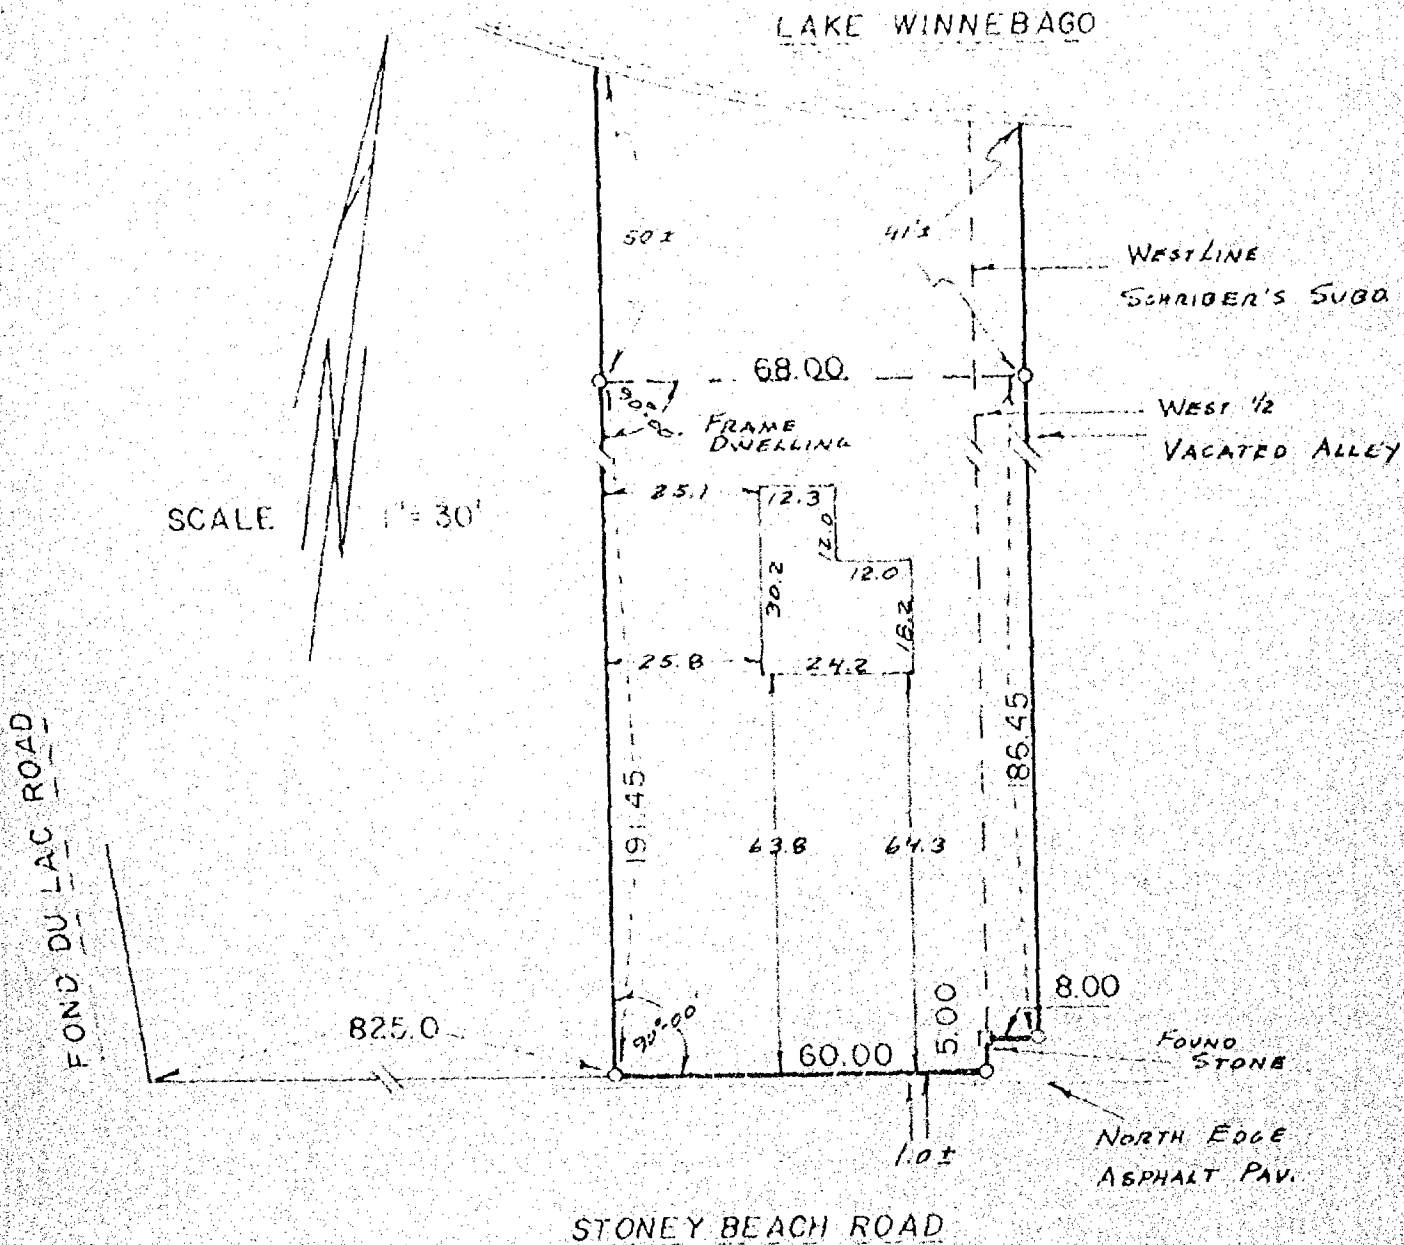 LAKE WINNEBAGO
50 ±
41'±
WEST LINE
SCHRIBER'S SUBD.
68.00
90°-00'
FRAME
DWELLING
WEST 1/2
VACATED ALLEY
25.1
12.3
SCALE 1"= 30'
12.0
12.0
30.2
18.2
25.8
24.2
FOND DU LAC ROAD
191.45
186.45
63.8
64.3
825.0
90°-00'
60.00
5.00
8.00
FOUND
STONE
NORTH EDGE
ASPHALT PAV.
1.0 ±
STONEY BEACH ROAD